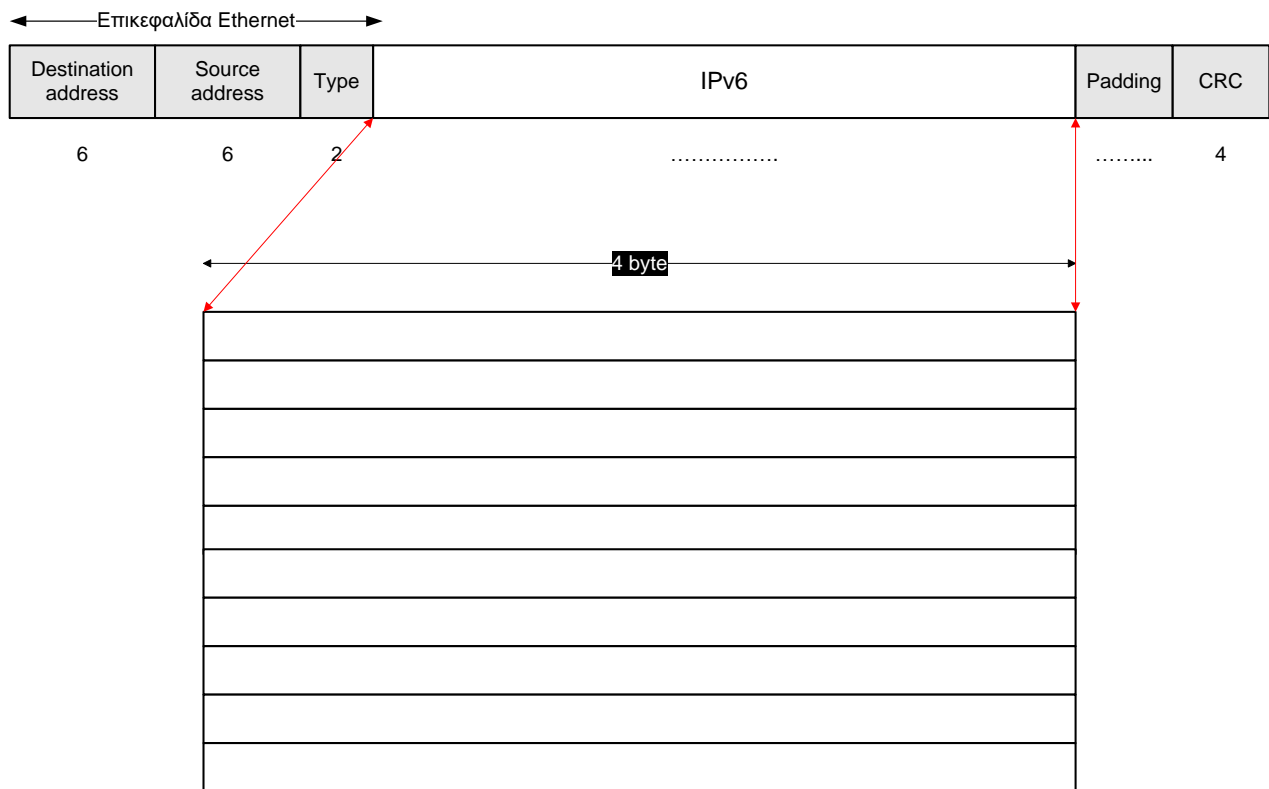 Επικεφαλίδα Ethernet
Destination
address
Source
address
Type
IPv6
Padding
CRC
6
6
2
……………
……...
4
4 byte